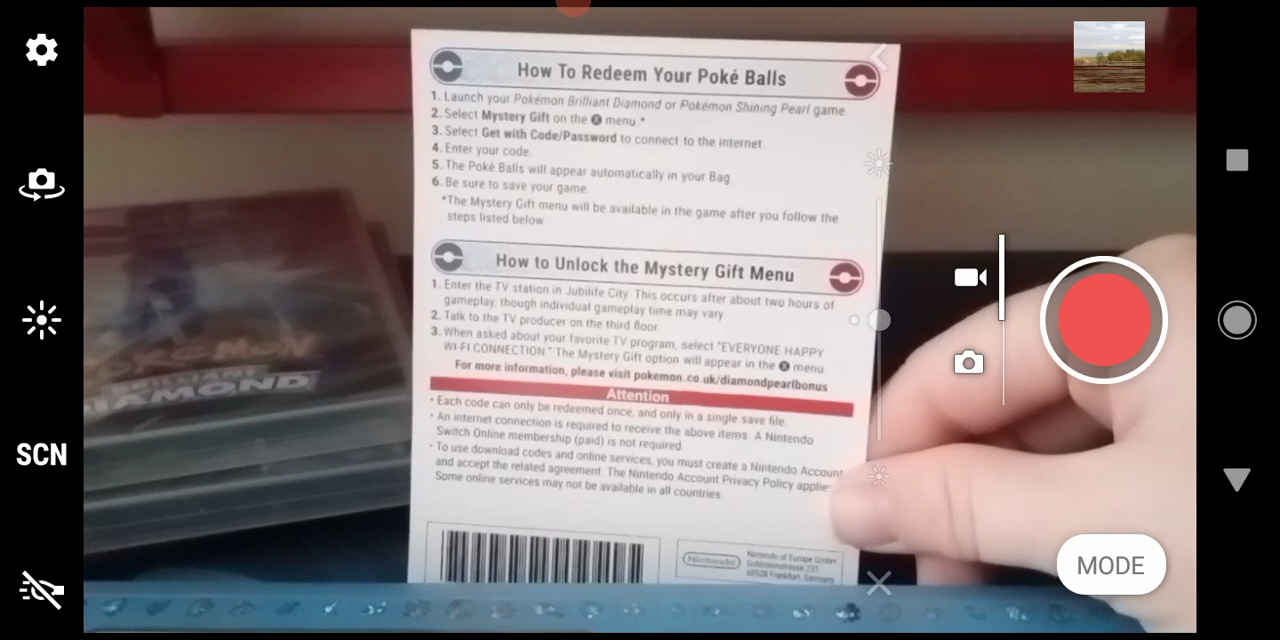 How To Redeem Your Poké Balls
1. Launch your Pokémon Brilliant Diamond or Pokémon Shining Pearl game.
2. Select Mystery Gift on the X menu.*
3. Select Get with Code/Password to connect to the internet.
4. Enter your code.
5. The Poké Balls will appear automatically in your Bag.
6. Be sure to save your game.
*The Mystery Gift menu will be available in the game after you follow the
steps listed below.
How to Unlock the Mystery Gift Menu
1. Enter the TV station in Jubilife City. This occurs after about two hours of
gameplay, though individual gameplay time may vary.
2. Talk to the TV producer on the third floor.
3. When asked about your favorite TV program, select "EVERYONE HAPPY
WI-FI CONNECTION." The Mystery Gift option will appear in the X menu.
For more information, please visit pokemon.co.uk/diamondpearlbonus
Attention
• Each code can only be redeemed once, and only in a single save file.
• An internet connection is required to receive the above items. A Nintendo
Switch Online membership (paid) is not required.
• To use download codes and online services, you must create a Nintendo Account
and accept the related agreement. The Nintendo Account Privacy Policy applie
Some online services may not be available in all countries.
Nintendo
Nintendo of Europe GmbH
Goldsteinstrasse 235
60528 Frankfurt, Germany
POKEMON
BRILLIANT
DIAMOND
SCN
MODE